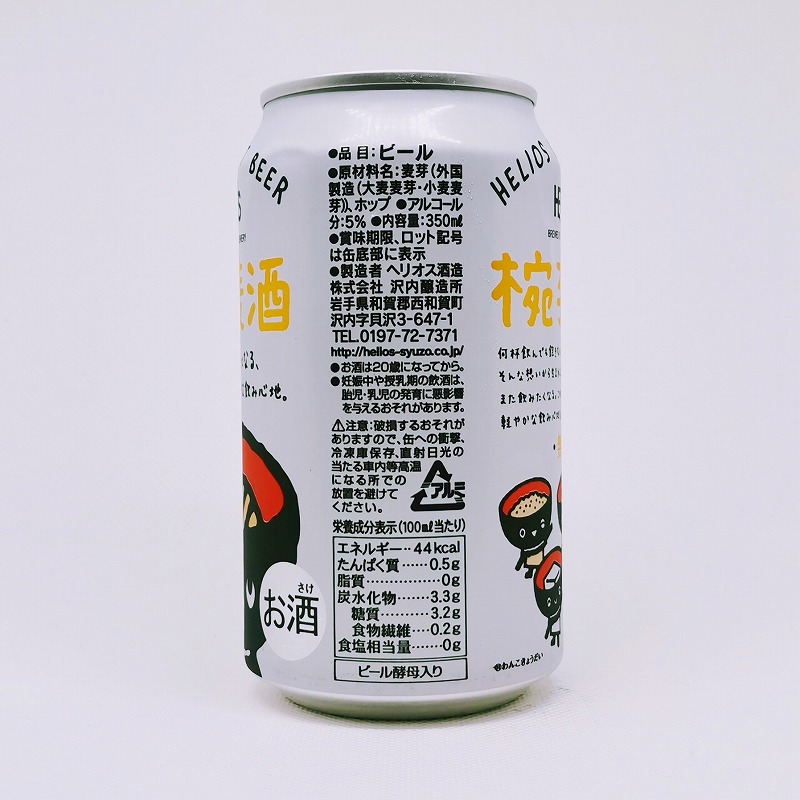 BEER
麦酒
なる、
飲み心地。
さけ
お酒
●品目：ビール
●原材料名：麦芽（外国
製造（大麦麦芽・小麦麦
芽））、ホップ ●アルコール
分：5% ●内容量：350㎖
●賞味期限、ロット記号
は缶底部に表示
●製造者 ヘリオス酒造
株式会社 沢内醸造所
岩手県和賀郡西和賀町
沢内字貝沢3-647-1
TEL.0197-72-7371
http://helios-syuzo.co.jp/
●お酒は20歳になってから。
●妊娠中や授乳期の飲酒は、
胎児・乳児の発育に悪影響
を与えるおそれがあります。
⚠注意：破損するおそれが
ありますので、缶への衝撃、
冷凍庫保存、直射日光の
当たる車内等高温
になる所での
放置を避けて
ください。
アルミ
栄養成分表示(100㎖当たり)
エネルギー‥44kcal
たんぱく質……0.5g
脂質……………0g
炭水化物………3.3g
糖質…………3.2g
食物繊維……0.2g
食塩相当量……0g
ビール酵母入り
HELIOS
椀
何杯飲んでも飽き
そんな想いから
また飲みたくなる
軽やかな飲み心
©わんこきょうだい